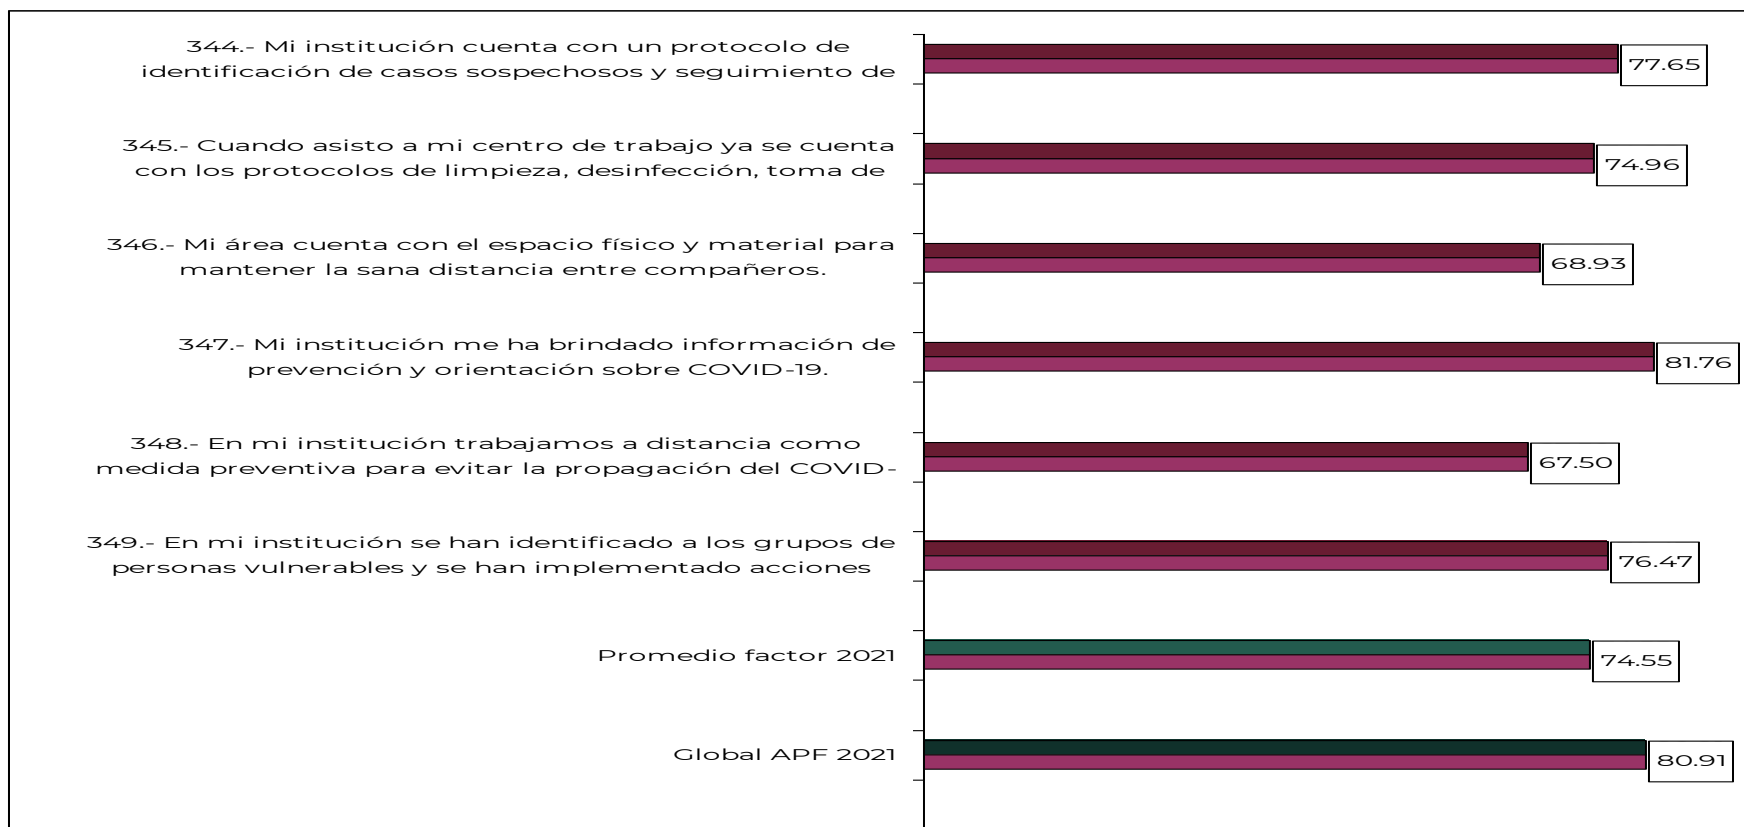 344.- Mi institución cuenta con un protocolo de
identificación de casos sospechosos y seguimiento de
77.65
345.- Cuando asisto a mi centro de trabajo ya se cuenta
con los protocolos de limpieza, desinfección, toma de
74.96
346.- Mi área cuenta con el espacio físico y material para
mantener la sana distancia entre compañeros.
68.93
347.- Mi institución me ha brindado información de
prevención y orientación sobre COVID-19.
81.76
348.- En mi institución trabajamos a distancia como
medida preventiva para evitar la propagación del COVID-
67.50
349.- En mi institución se han identificado a los grupos de
personas vulnerables y se han implementado acciones
76.47
Promedio factor 2021
74.55
Global APF 2021
80.91